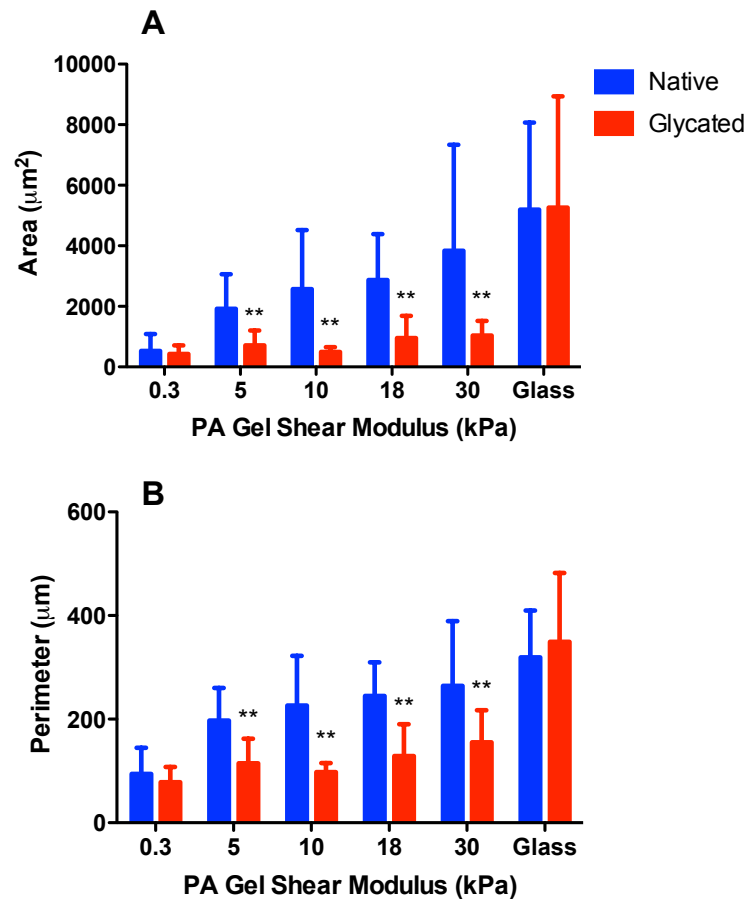 A
10000
8000
6000
4000
2000
0
Area (μm²)
Native
Glycated
**
**
**
**
0.3 5 10 18 30 Glass
PA Gel Shear Modulus (kPa)
B
600
400
200
0
Perimeter (μm)
**
**
**
**
0.3 5 10 18 30 Glass
PA Gel Shear Modulus (kPa)